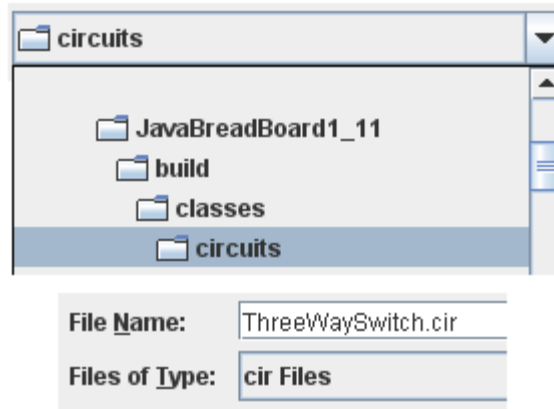 circuits
JavaBreadBoard1_11
build
classes
circuits
File Name: ThreeWaySwitch.cir
Files of Type: cir Files